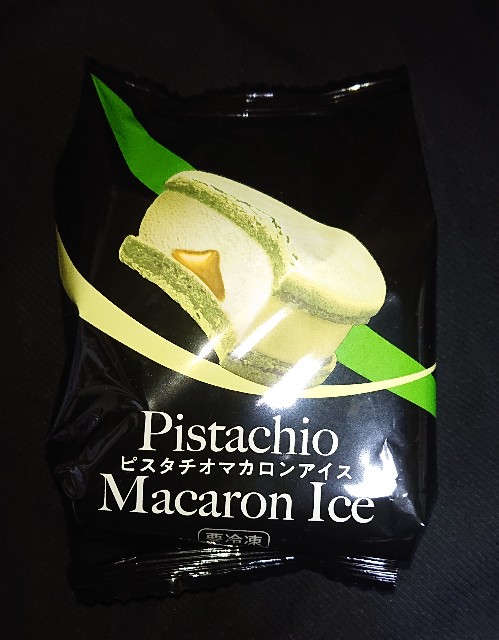 Pistachio
ピスタチオマカロンアイス
Macaron Ice
要冷凍